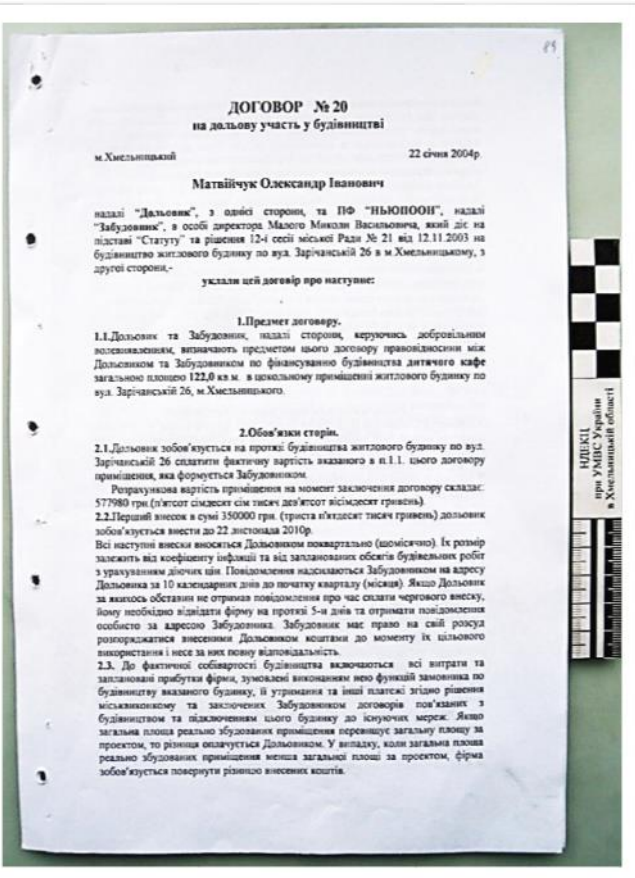 89
ДОГОВОР № 20
на дольову участь у будівництві
м.Хмельницький 22 січня 2004р.
Матвійчук Олександр Іванович
надалі "Дольовик", з однієї сторони, та ПФ "НЬЮПООН", надалі
"Забудовник", в особі директора Малого Миколи Васильовича, який діє на
підставі "Статуту" та рішення 12-ї сесії міської Ради № 21 від 12.11.2003 на
будівництво житлового будинку по вул. Зарічанській 26 в м.Хмельницькому, з
другої сторони,-
уклали цей договір про наступне:
1.Предмет договору.
1.1.Дольовик та Забудовник, надалі сторони, керуючись добровільним
волевиявленням, визначають предметом цього договору правовідносини між
Дольовиком та Забудовником по фінансуванню будівництва дитячого кафе
загальною площею 122,0 кв.м. в цокольному приміщенні житлового будинку по
вул. Зарічанській 26, м.Хмельницького.
2.Обов'язки сторін.
2.1.Дольовик зобов'язується на протязі будівництва житлового будинку по вул.
Зарічанській 26 сплатити фактичну вартість вказаного в п.1.1. цього договору
приміщення, яка формується Забудовником.
Розрахункова вартість приміщення на момент заключення договору складає:
577980 грн.(п'ятсот сімдесят сім тисяч дев'ятсот вісімдесят гривень).
2.2.Перший внесок в сумі 350000 грн. (триста п'ятдесят тисяч гривень) дольовик
зобов'язується внести до 22 листопада 2010р.
Всі наступні внески вносяться Дольовиком поквартально (щомісячно). Їх розмір
залежить від коефіценту інфляції та від запланованих обсягів будівельних робіт
з урахуванням діючих цін. Повідомлення надсилаються Забудовником на адресу
Дольовика за 10 календарних днів до початку кварталу (місяця). Якщо Дольовик
за якихось обставин не отримав повідомлення про час сплати чергового внеску,
йому необхідно відвідати фірму на протязі 5-и днів та отримати повідомлення
особисто за адресою Забудовника. Забудовник має право на свій розсуд
розпоряджатися внесеними Дольовиком коштами до моменту їх цільового
використання і несе за них повну відповідальність.
2.3. До фактичної собівартості будівництва включаються всі витрати та
заплановані прибутки фірми, зумовлені виконанням нею функцій замовника по
будівництву вказаного будинку, її утримання та інші платежі згідно рішення
міськвиконкому та заключених Забудовником договорів пов'язаних з
будівництвом та підключенням цього будинку до існуючих мереж. Якщо
загальна площа реально збудованих приміщення перевищує загальну площу за
проектом, то різниця оплачується Дольовиком. У випадку, коли загальна площа
реально збудованих приміщення менша загальної площі за проектом, фірма
зобов'язується повернути різницю внесених коштів.
НДЕКЦ
при УМВС України
в Хмельницькій області